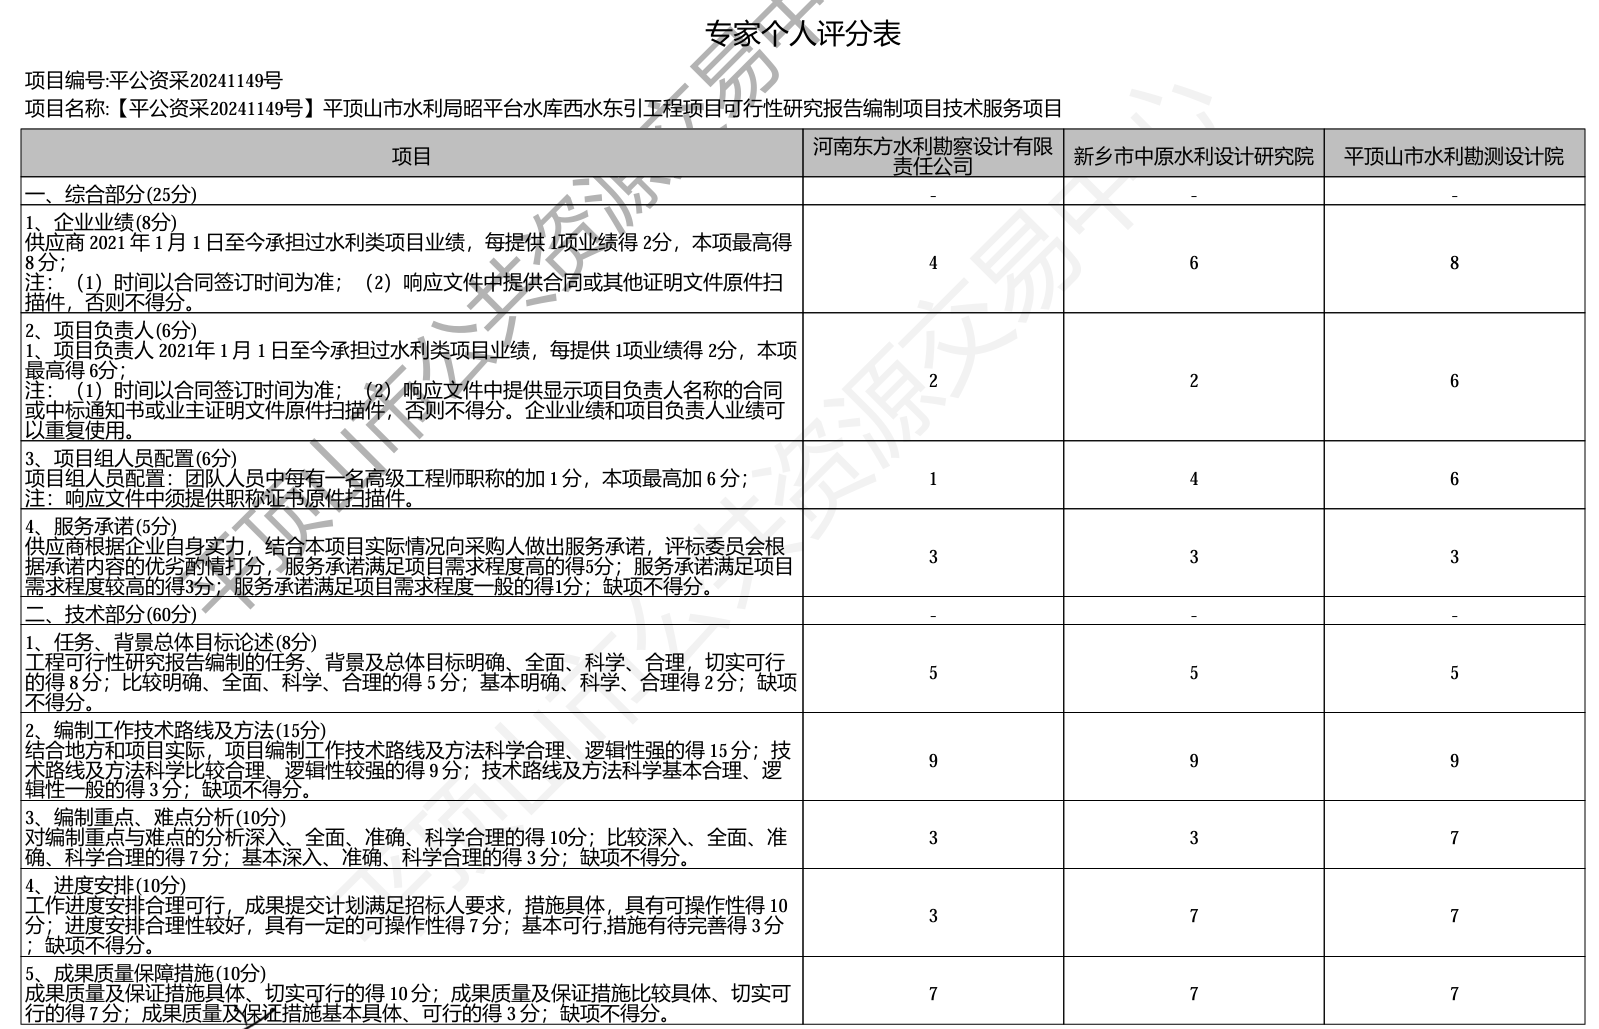 专家个人评分表
项目编号:平公资采20241149号
项目名称:【平公资采20241149号】平顶山市水利局昭平台水库西水东引工程项目可行性研究报告编制项目技术服务项目
项目
河南东方水利勘察设计有限
责任公司
新乡市中原水利设计研究院
平顶山市水利勘测设计院
一、综合部分(25分)
-
-
-
1、企业业绩(8分)
供应商 2021 年 1 月 1 日至今承担过水利类项目业绩，每提供 1项业绩得 2分，本项最高得
8 分；
注：（1）时间以合同签订时间为准；（2）响应文件中提供合同或其他证明文件原件扫
描件，否则不得分。
4
6
8
2、项目负责人(6分)
1、项目负责人 2021年 1 月 1 日至今承担过水利类项目业绩，每提供 1项业绩得 2分，本项
最高得 6分；
注：（1）时间以合同签订时间为准；（2）响应文件中提供显示项目负责人名称的合同
或中标通知书或业主证明文件原件扫描件，否则不得分。企业业绩和项目负责人业绩可
以重复使用。
2
2
6
3、项目组人员配置(6分)
项目组人员配置：团队人员中每有一名高级工程师职称的加 1 分，本项最高加 6 分；
注：响应文件中须提供职称证书原件扫描件。
1
4
6
4、服务承诺(5分)
供应商根据企业自身实力，结合本项目实际情况向采购人做出服务承诺，评标委员会根
据承诺内容的优劣酌情打分，服务承诺满足项目需求程度高的得5分；服务承诺满足项目
需求程度较高的得3分；服务承诺满足项目需求程度一般的得1分；缺项不得分。
3
3
3
二、技术部分(60分)
-
-
-
1、任务、背景总体目标论述(8分)
工程可行性研究报告编制的任务、背景及总体目标明确、全面、科学、合理，切实可行
的得 8 分；比较明确、全面、科学、合理的得 5 分；基本明确、科学、合理得 2 分；缺项
不得分。
5
5
5
2、编制工作技术路线及方法(15分)
结合地方和项目实际，项目编制工作技术路线及方法科学合理、逻辑性强的得 15 分；技
术路线及方法科学比较合理、逻辑性较强的得 9 分；技术路线及方法科学基本合理、逻
辑性一般的得 3 分；缺项不得分。
9
9
9
3、编制重点、难点分析(10分)
对编制重点与难点的分析深入、全面、准确、科学合理的得 10分；比较深入、全面、准
确、科学合理的得 7 分；基本深入、准确、科学合理的得 3 分；缺项不得分。
3
3
7
4、进度安排(10分)
工作进度安排合理可行，成果提交计划满足招标人要求，措施具体，具有可操作性得 10
分；进度安排合理性较好，具有一定的可操作性得 7 分；基本可行,措施有待完善得 3 分
；缺项不得分。
3
7
7
5、成果质量保障措施(10分)
成果质量及保证措施具体、切实可行的得 10 分；成果质量及保证措施比较具体、切实可
行的得 7 分；成果质量及保证措施基本具体、可行的得 3 分；缺项不得分。
7
7
7
平顶山市公共资源交易中
平顶山市公共资源交易中心